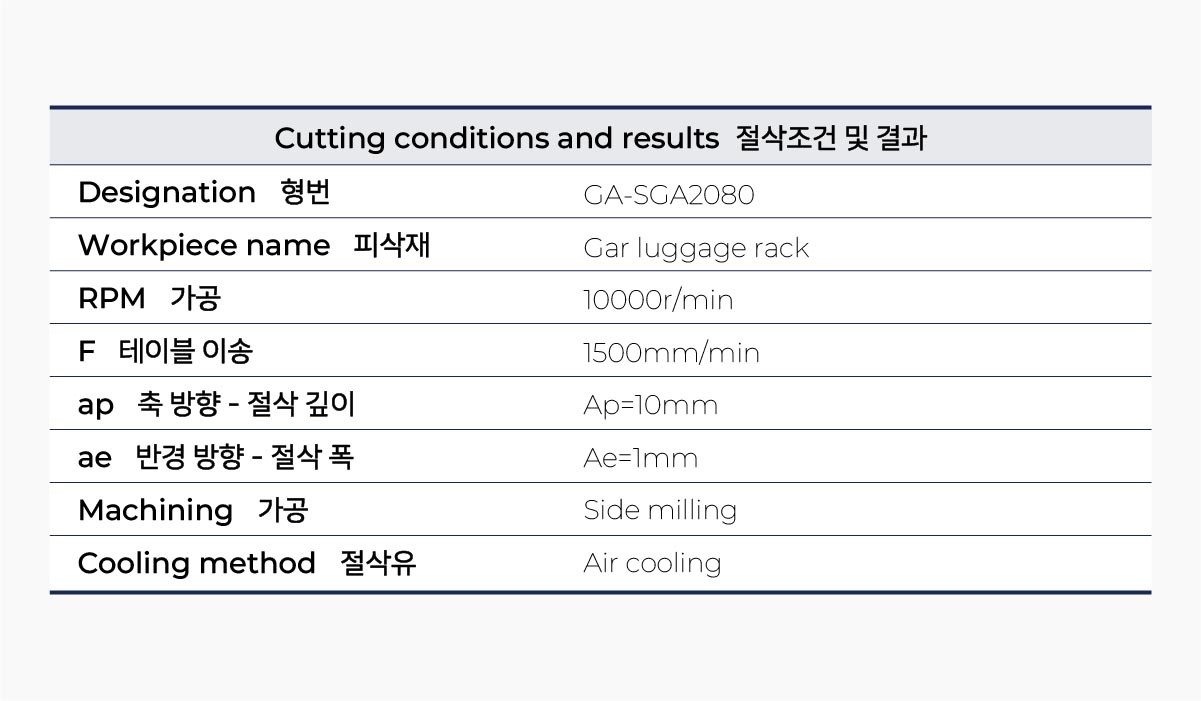 Cutting conditions and results 절삭조건 및 결과
Designation 형번 GA-SGA2080
Workpiece name 피삭재 Gar luggage rack
RPM 가공 10000r/min
F 테이블 이송 1500mm/min
ap 축 방향 - 절삭 깊이 Ap=10mm
ae 반경 방향 - 절삭 폭 Ae=1mm
Machining 가공 Side milling
Cooling method 절삭유 Air cooling